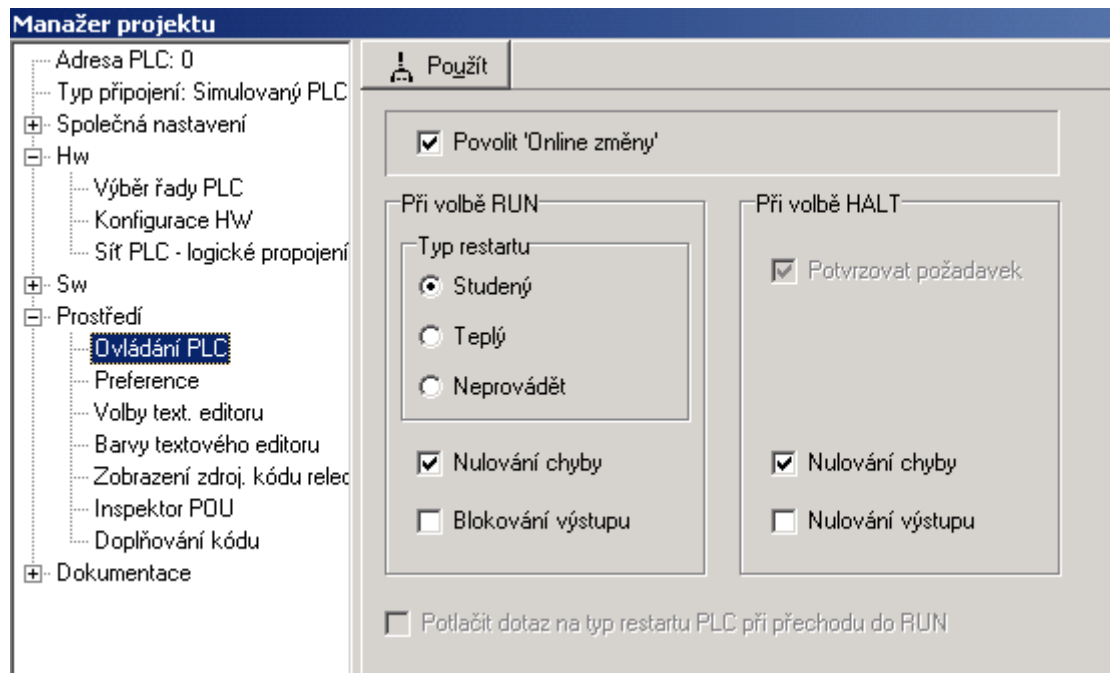 Manažer projektu
Adresa PLC: 0
Typ připojení: Simulovaný PLC
Společná nastavení
Hw
Výběr řady PLC
Konfigurace HW
Síť PLC - logické propojení
Sw
Prostředí
Ovládání PLC
Preference
Volby text. editoru
Barvy textového editoru
Zobrazení zdroj. kódu releo
Inspektor POU
Doplňování kódu
Dokumentace
Použít
Povolit 'Online změny'
Při volbě RUN
Typ restartu
Studený
Teplý
Neprovádět
Nulování chyby
Blokování výstupu
Při volbě HALT
Potvrzovat požadavek
Nulování chyby
Nulování výstupu
Potlačit dotaz na typ restartu PLC při přechodu do RUN